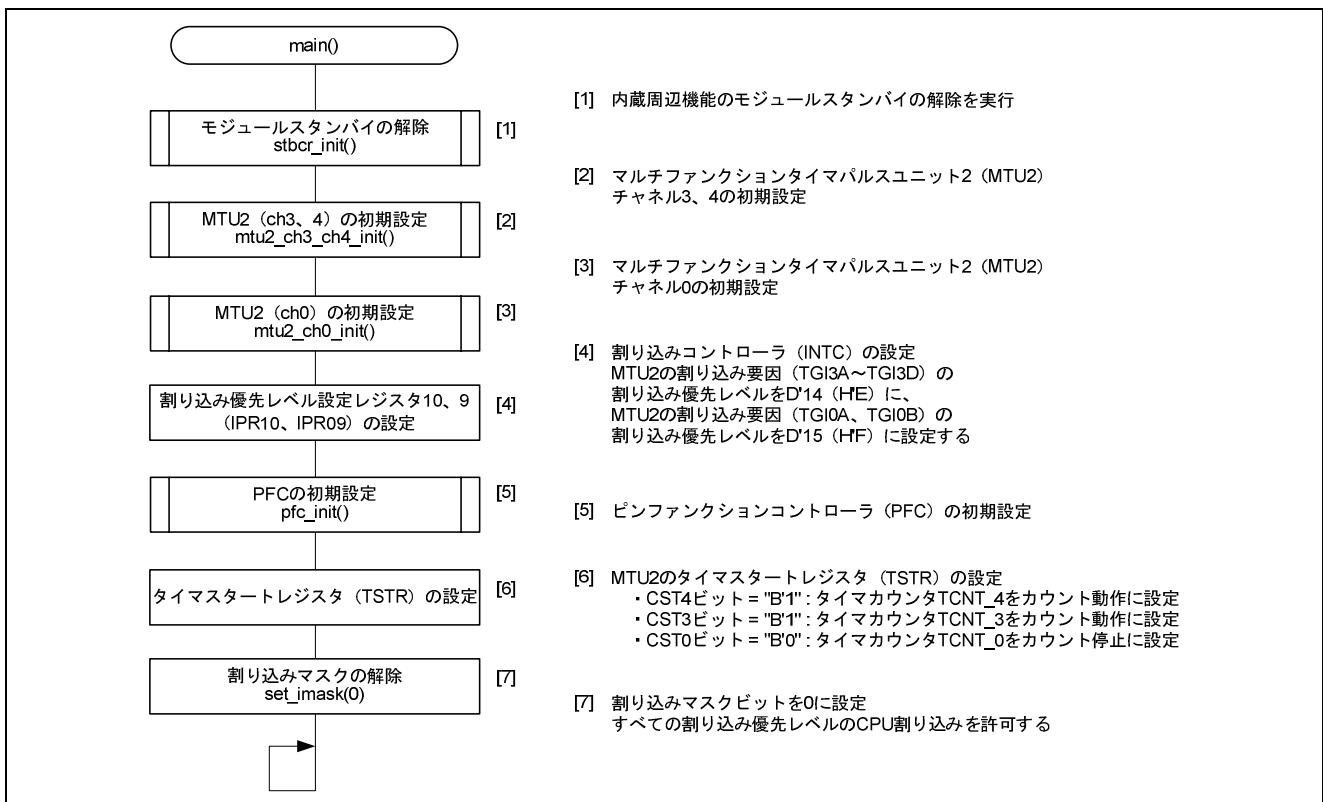 main()
モジュールスタンバイの解除
stbcr_init()
[1]
MTU2（ch3、4）の初期設定
mtu2_ch3_ch4_init()
[2]
MTU2（ch0）の初期設定
mtu2_ch0_init()
[3]
割り込み優先レベル設定レジスタ10、9
（IPR10、IPR09）の設定
[4]
PFCの初期設定
pfc_init()
[5]
タイマスタートレジスタ（TSTR）の設定
[6]
割り込みマスクの解除
set_imask(0)
[7]
[1] 内蔵周辺機能のモジュールスタンバイの解除を実行
[2] マルチファンクションタイマパルスユニット2（MTU2）
チャネル3、4の初期設定
[3] マルチファンクションタイマパルスユニット2（MTU2）
チャネル0の初期設定
[4] 割り込みコントローラ（INTC）の設定
MTU2の割り込み要因（TGI3A～TGI3D）の
割り込み優先レベルをD'14（H'E）に、
MTU2の割り込み要因（TGI0A、TGI0B）の
割り込み優先レベルをD'15（H'F）に設定する
[5] ピンファンクションコントローラ（PFC）の初期設定
[6] MTU2のタイマスタートレジスタ（TSTR）の設定
・CST4ビット = "B'1" : タイマカウンタTCNT_4をカウント動作に設定
・CST3ビット = "B'1" : タイマカウンタTCNT_3をカウント動作に設定
・CST0ビット = "B'0" : タイマカウンタTCNT_0をカウント停止に設定
[7] 割り込みマスクビットを0に設定
すべての割り込み優先レベルのCPU割り込みを許可する